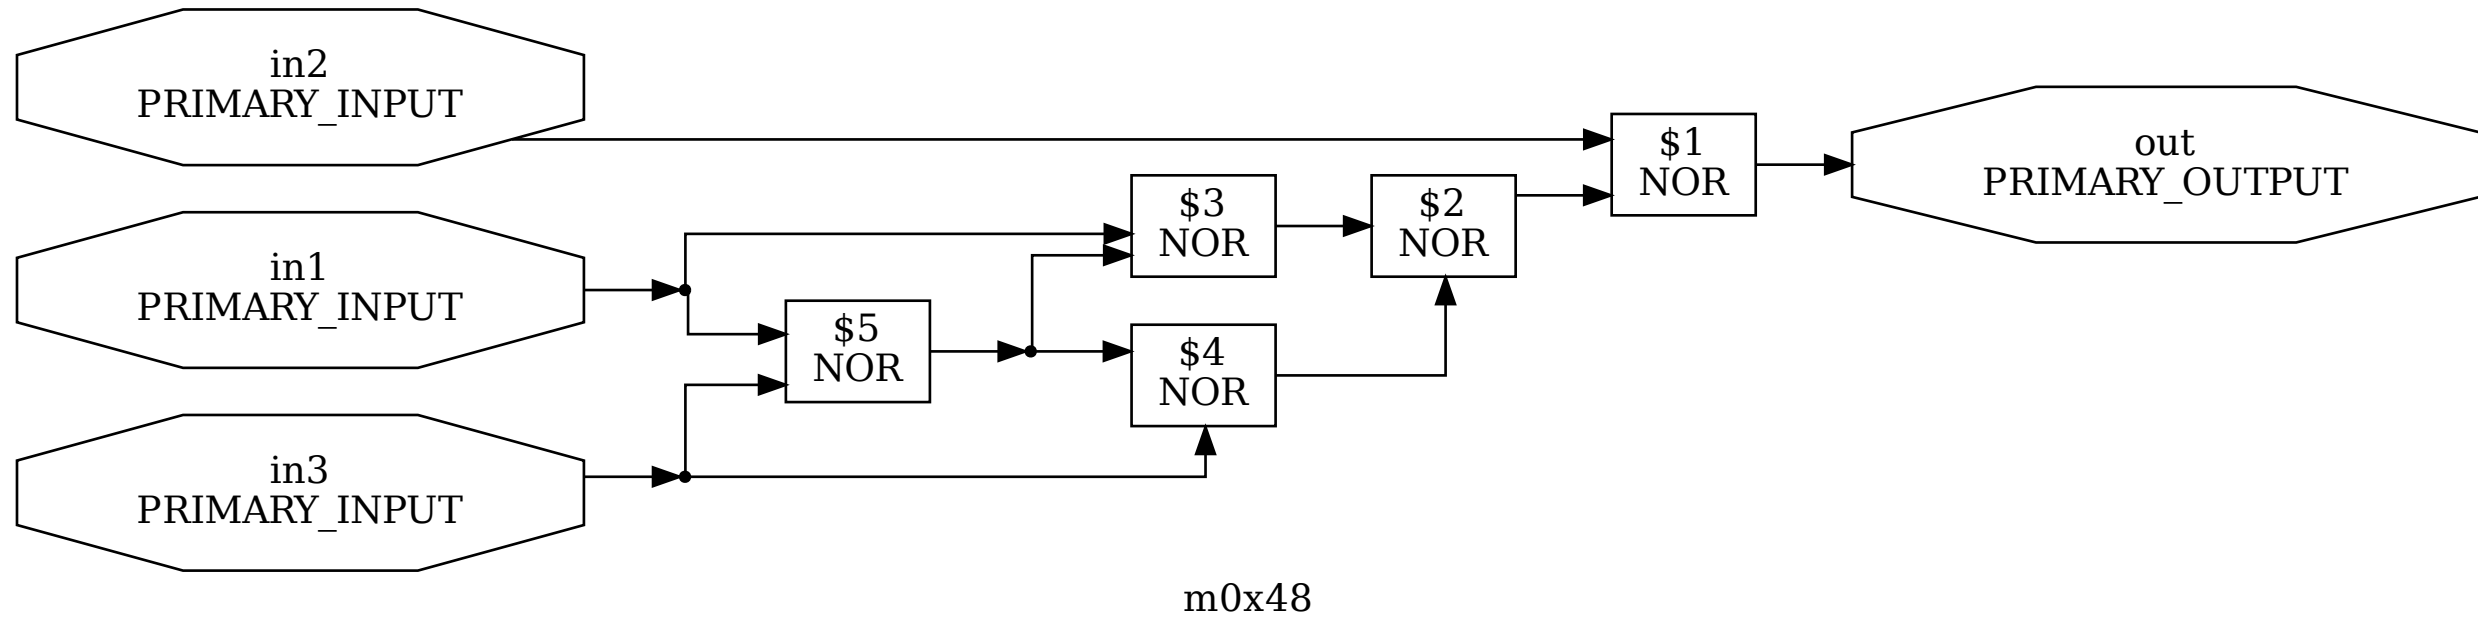 in2
PRIMARY_INPUT
$1
NOR
out
PRIMARY_OUTPUT
$3
NOR
$2
NOR
in1
PRIMARY_INPUT
$5
NOR
$4
NOR
in3
PRIMARY_INPUT
m0x48